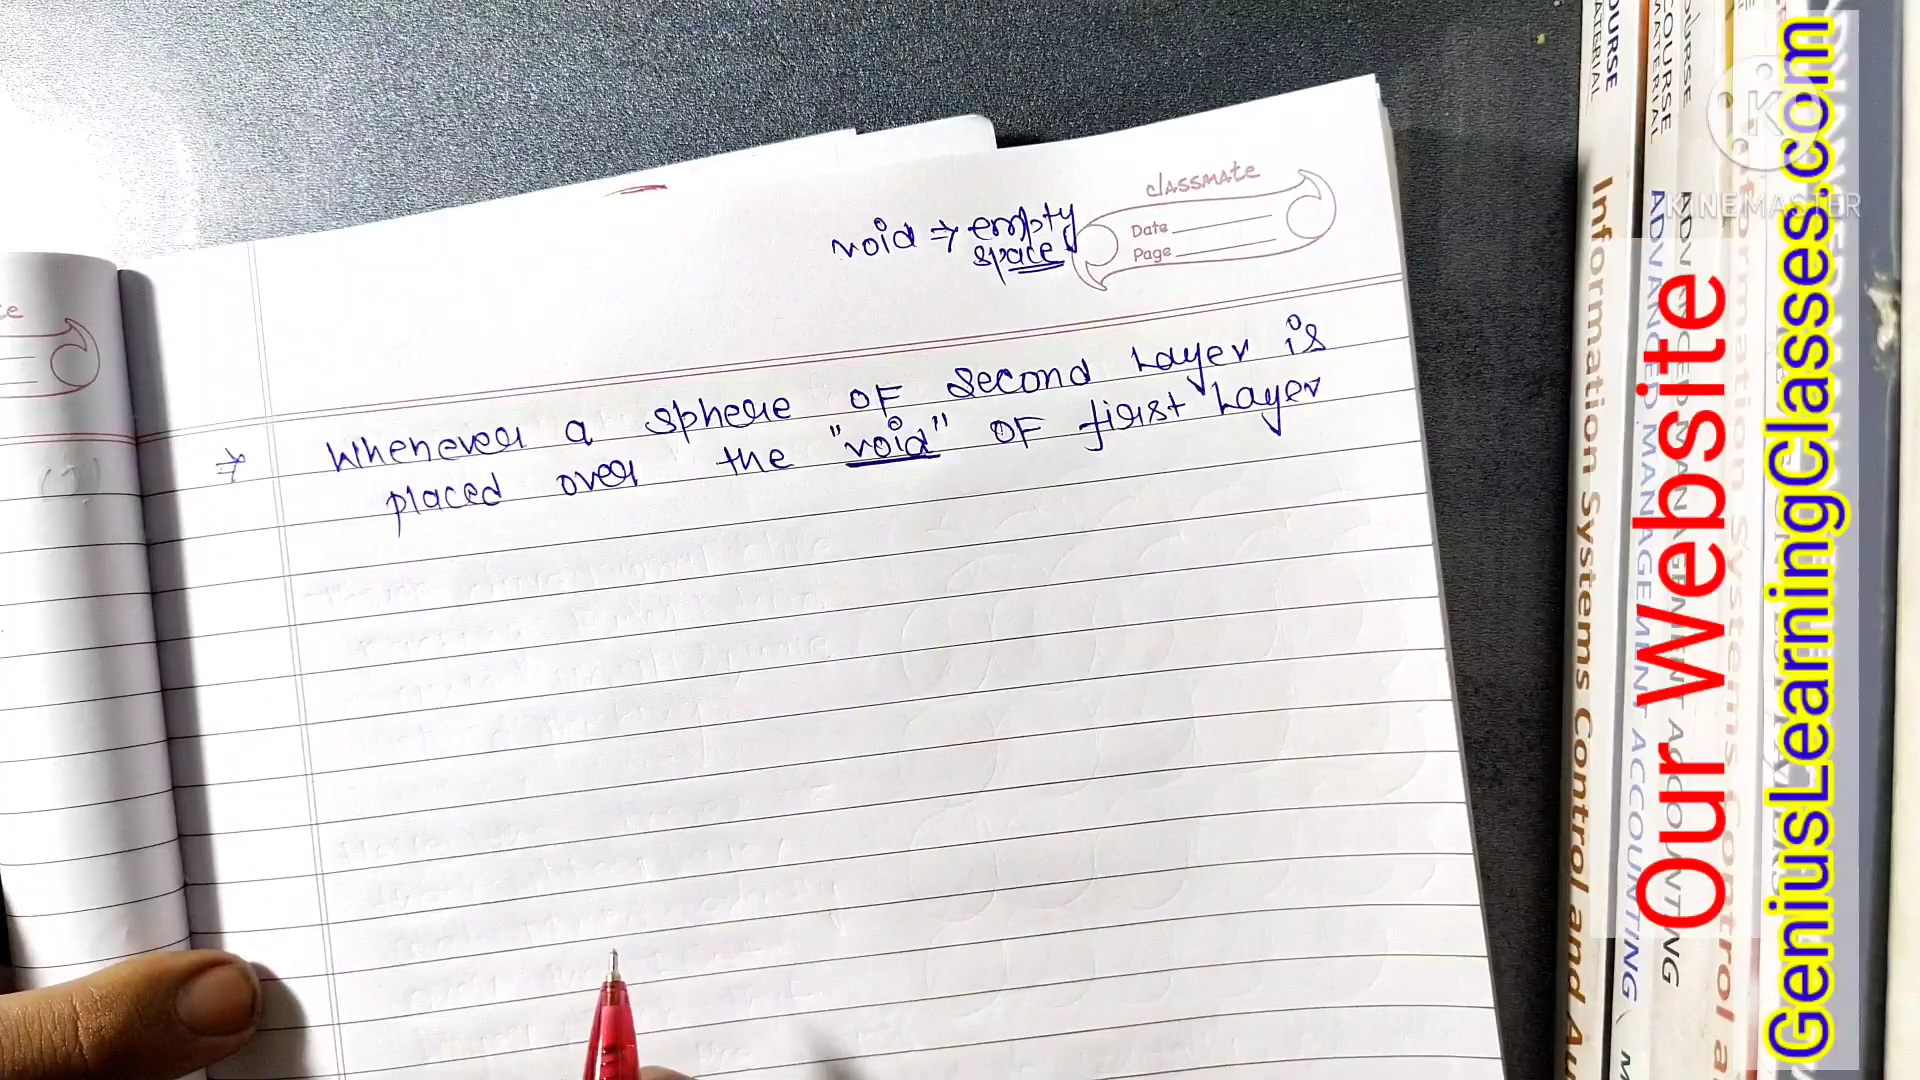 classmate
Date
Page
void ⇒ empty
space
⇒ Whenever a sphere of second Layer is
placed over the "void" of first Layer
Our Website
GeniusLearningClasses.com
KINEMASTER
Information Systems Control and Au
ADVANCED MANAGEMENT ACCOUNTING
COURSE
MATERIAL